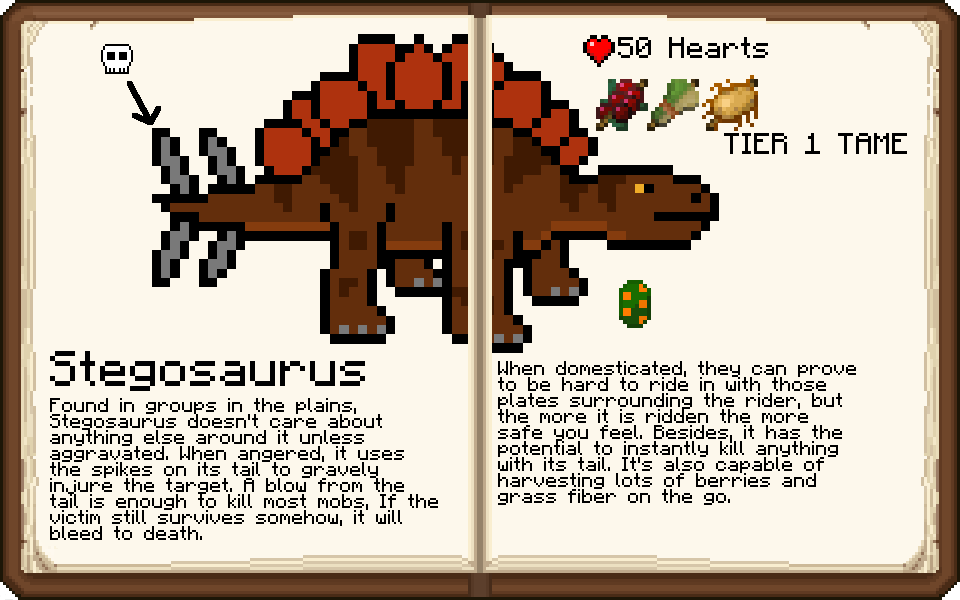 Stegosaurus
Found in groups in the plains,
Stegosaurus doesn't care about
anything else around it unless
aggravated. When angered, it uses
the spikes on its tail to gravely
injure the target. A blow from the
tail is enough to kill most mobs, If the
victim still survives somehow, it will
bleed to death.
50 Hearts
TIER 1 TAME
When domesticated, they can prove
to be hard to ride in with those
plates surrounding the rider, but
the more it is ridden the more
safe you feel. Besides, it has the
potential to instantly kill anything
with its tail. It's also capable of
harvesting lots of berries and
grass fiber on the go.